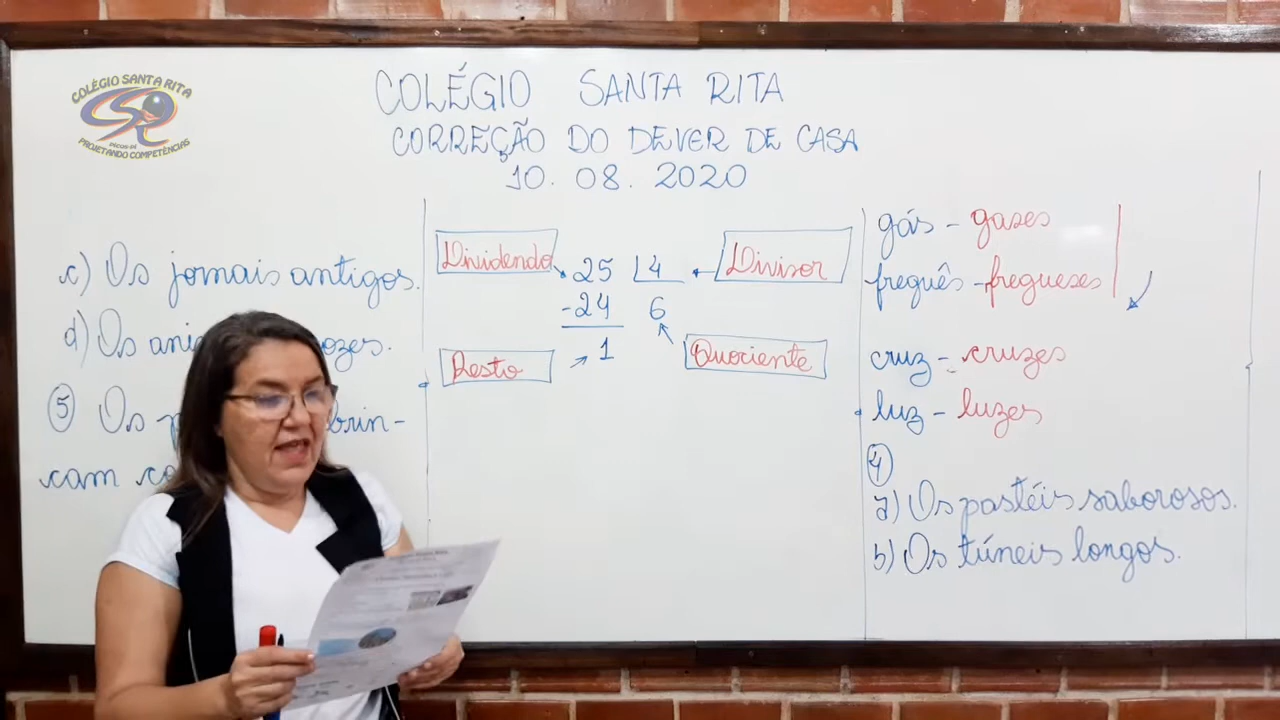 COLÉGIO SANTA RITA
PROJETANDO COMPETÊNCIAS
COLÉGIO SANTA RITA
CORREÇÃO DO DEVER DE CASA
10. 08. 2020
c) Os jornais antigos.
d) Os ozes.
5 Os brin-
cam
Dividendo 25 4 Divisor
-24 6
Resto 1 Quociente
gás - gases
freguês - fregueses
cruz - cruzes
luz - luzes
4
a) Os pastéis saborosos.
b) Os túneis longos.